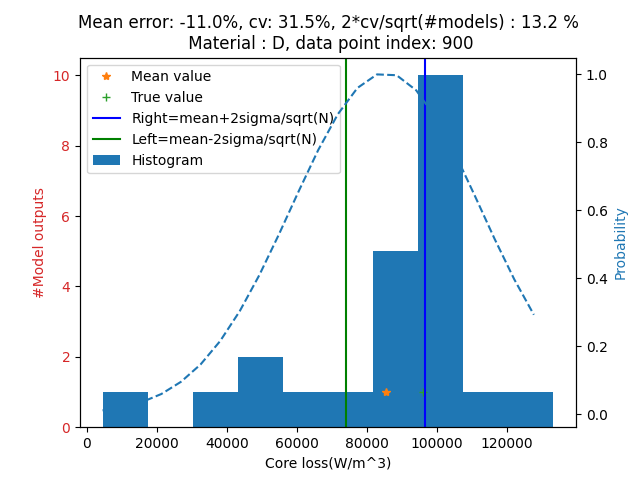 Mean error: -11.0%, cv: 31.5%, 2*cv/sqrt(#models) : 13.2 %
Material : D, data point index: 900
Mean value
True value
Right=mean+2sigma/sqrt(N)
Left=mean-2sigma/sqrt(N)
Histogram
10
8
6
4
2
0
#Model outputs
1.0
0.8
0.6
0.4
0.2
0.0
Probability
0 20000 40000 60000 80000 100000 120000
Core loss(W/m^3)